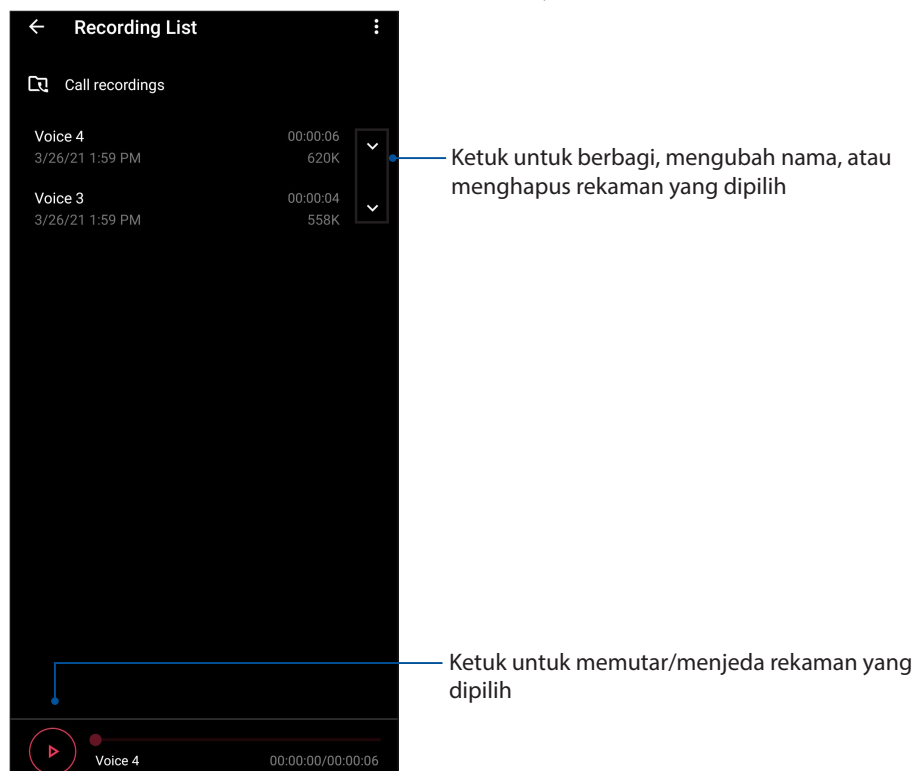 Recording List
Call recordings
Voice 4 00:00:06
3/26/21 1:59 PM 620K
Ketuk untuk berbagi, mengubah nama, atau
menghapus rekaman yang dipilih
Voice 3 00:00:04
3/26/21 1:59 PM 558K
Ketuk untuk memutar/menjeda rekaman yang
dipilih
Voice 4 00:00:00/00:00:06